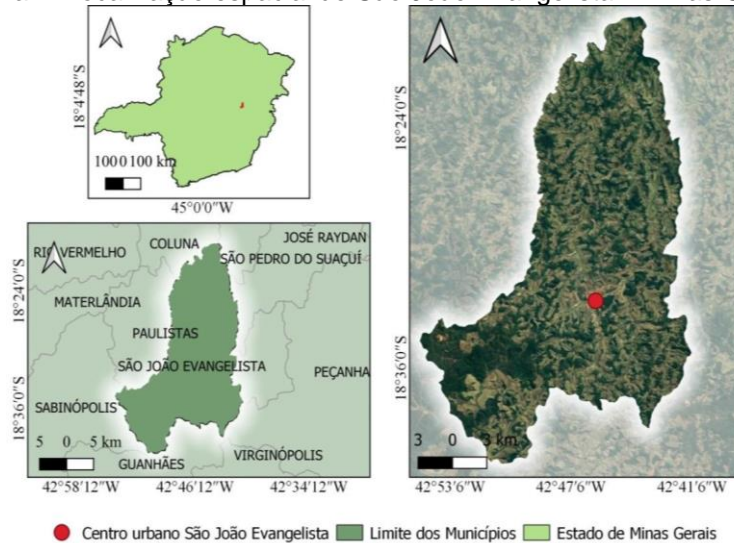 18°4'48"S
100 0 100 km
45°0'0"W
18°24'0"S
18°36'0"S
RIO VERMELHO
COLUNA
JOSÉ RAYDAN
SÃO PEDRO DO SUAÇUÍ
MATERLÂNDIA
PAULISTAS
SÃO JOÃO EVANGELISTA
PEÇANHA
SABINÓPOLIS
VIRGINÓPOLIS
GUANHÃES
5 0 5 km
42°58'12"W 42°46'12"W 42°34'12"W
18°24'0"S
18°36'0"S
3 0 3 km
42°53'6"W 42°47'6"W 42°41'6"W
Centro urbano São João Evangelista Limite dos Municípios Estado de Minas Gerais